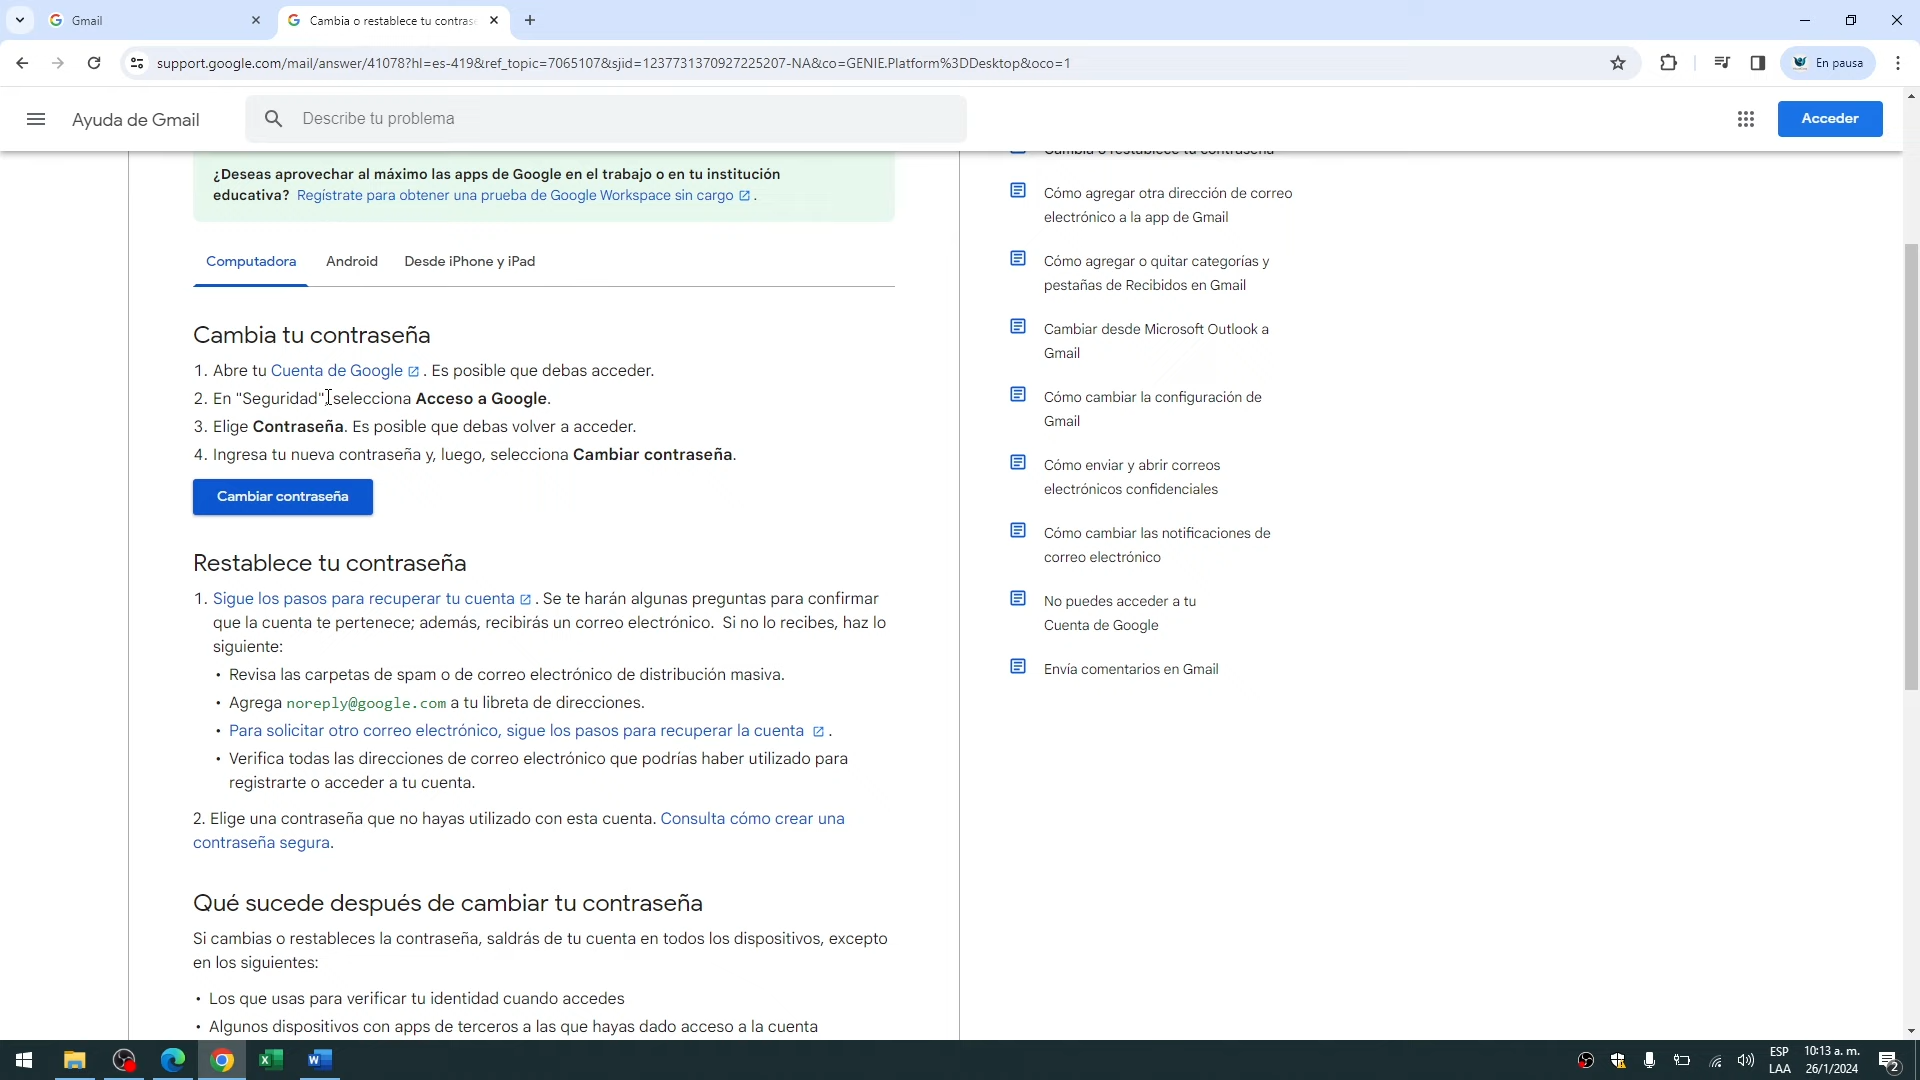 Gmail
Cambia o restablece tu contrase
support.google.com/mail/answer/41078?hl=es-419&ref_topic=7065107&sjid=1237731370927225207-NA&co=GENIE.Platform%3DDesktop&oco=1
En pausa
Ayuda de Gmail
Describe tu problema
Acceder
¿Deseas aprovechar al máximo las apps de Google en el trabajo o en tu institución
educativa? Regístrate para obtener una prueba de Google Workspace sin cargo .
Computadora
Android
Desde iPhone y iPad
Cambia tu contraseña
1. Abre tu Cuenta de Google . Es posible que debas acceder.
2. En "Seguridad", selecciona Acceso a Google.
3. Elige Contraseña. Es posible que debas volver a acceder.
4. Ingresa tu nueva contraseña y, luego, selecciona Cambiar contraseña.
Cambiar contraseña
Restablece tu contraseña
1. Sigue los pasos para recuperar tu cuenta . Se te harán algunas preguntas para confirmar
que la cuenta te pertenece; además, recibirás un correo electrónico. Si no lo recibes, haz lo
siguiente:
• Revisa las carpetas de spam o de correo electrónico de distribución masiva.
• Agrega noreply@google.com a tu libreta de direcciones.
• Para solicitar otro correo electrónico, sigue los pasos para recuperar la cuenta .
• Verifica todas las direcciones de correo electrónico que podrías haber utilizado para
registrarte o acceder a tu cuenta.
2. Elige una contraseña que no hayas utilizado con esta cuenta. Consulta cómo crear una
contraseña segura.
Qué sucede después de cambiar tu contraseña
Si cambias o restableces la contraseña, saldrás de tu cuenta en todos los dispositivos, excepto
en los siguientes:
• Los que usas para verificar tu identidad cuando accedes
• Algunos dispositivos con apps de terceros a las que hayas dado acceso a la cuenta
Cambia o restablece tu contraseña
Cómo agregar otra dirección de correo
electrónico a la app de Gmail
Cómo agregar o quitar categorías y
pestañas de Recibidos en Gmail
Cambiar desde Microsoft Outlook a
Gmail
Cómo cambiar la configuración de
Gmail
Cómo enviar y abrir correos
electrónicos confidenciales
Cómo cambiar las notificaciones de
correo electrónico
No puedes acceder a tu
Cuenta de Google
Envía comentarios en Gmail
ESP
LAA
10:13 a. m.
26/1/2024
2